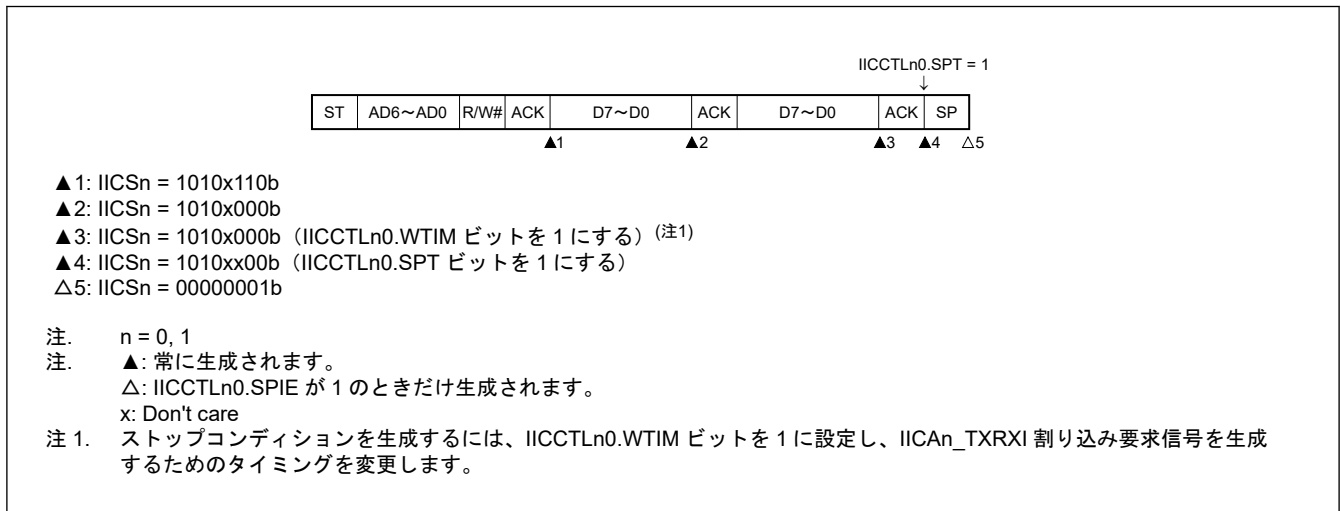 IICCTLn0.SPT = 1
↓
ST AD6～AD0 R/W# ACK D7～D0 ACK D7～D0 ACK SP
▲1 ▲2 ▲3 ▲4 △5
▲1: IICSn = 1010x110b
▲2: IICSn = 1010x000b
▲3: IICSn = 1010x000b（IICCTLn0.WTIM ビットを 1 にする）(注1)
▲4: IICSn = 1010xx00b（IICCTLn0.SPT ビットを 1 にする）
△5: IICSn = 00000001b
注. n = 0, 1
注. ▲: 常に生成されます。
△: IICCTLn0.SPIE が 1 のときだけ生成されます。
x: Don't care
注 1. ストップコンディションを生成するには、IICCTLn0.WTIM ビットを 1 に設定し、IICAn_TXRXI 割り込み要求信号を生成
するためのタイミングを変更します。